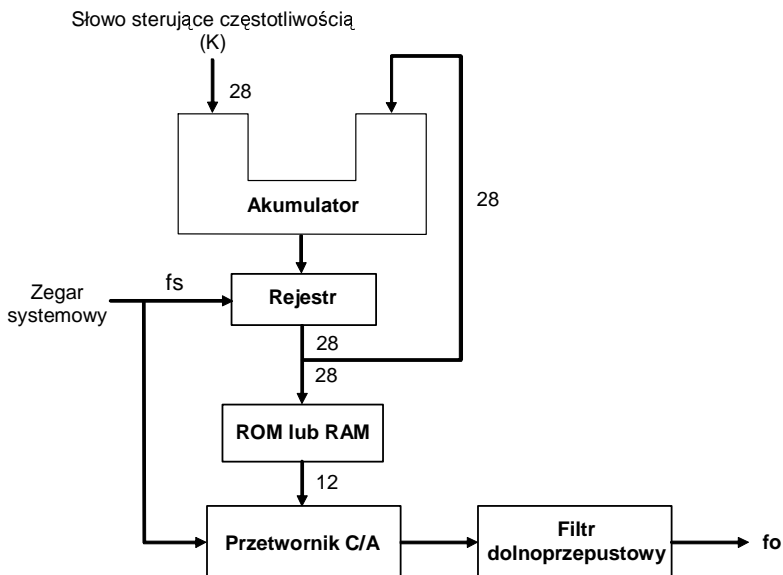 Słowo sterujące częstotliwością
(K)
28
Akumulator
28
fs
Zegar
systemowy
Rejestr
28
28
ROM lub RAM
12
Przetwornik C/A
Filtr
dolnoprzepustowy
fo